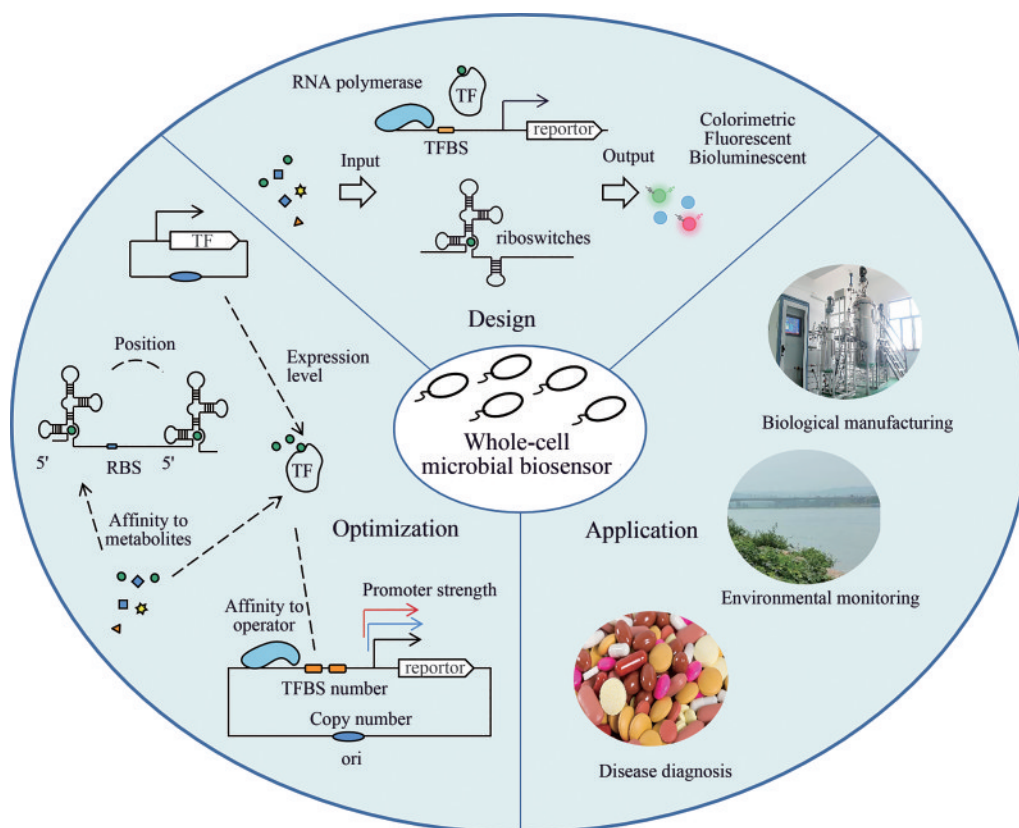 RNA polymerase
TF
TFBS
reportor
Input
Output
Colorimetric
Fluorescent
Bioluminescent
riboswitches
Design
TF
Position
Expression
level
5'
RBS
5'
TF
Affinity to
metabolites
Optimization
Affinity to
operator
Promoter strength
reportor
TFBS number
Copy number
ori
Whole-cell
microbial biosensor
Application
Biological manufacturing
Environmental monitoring
Disease diagnosis